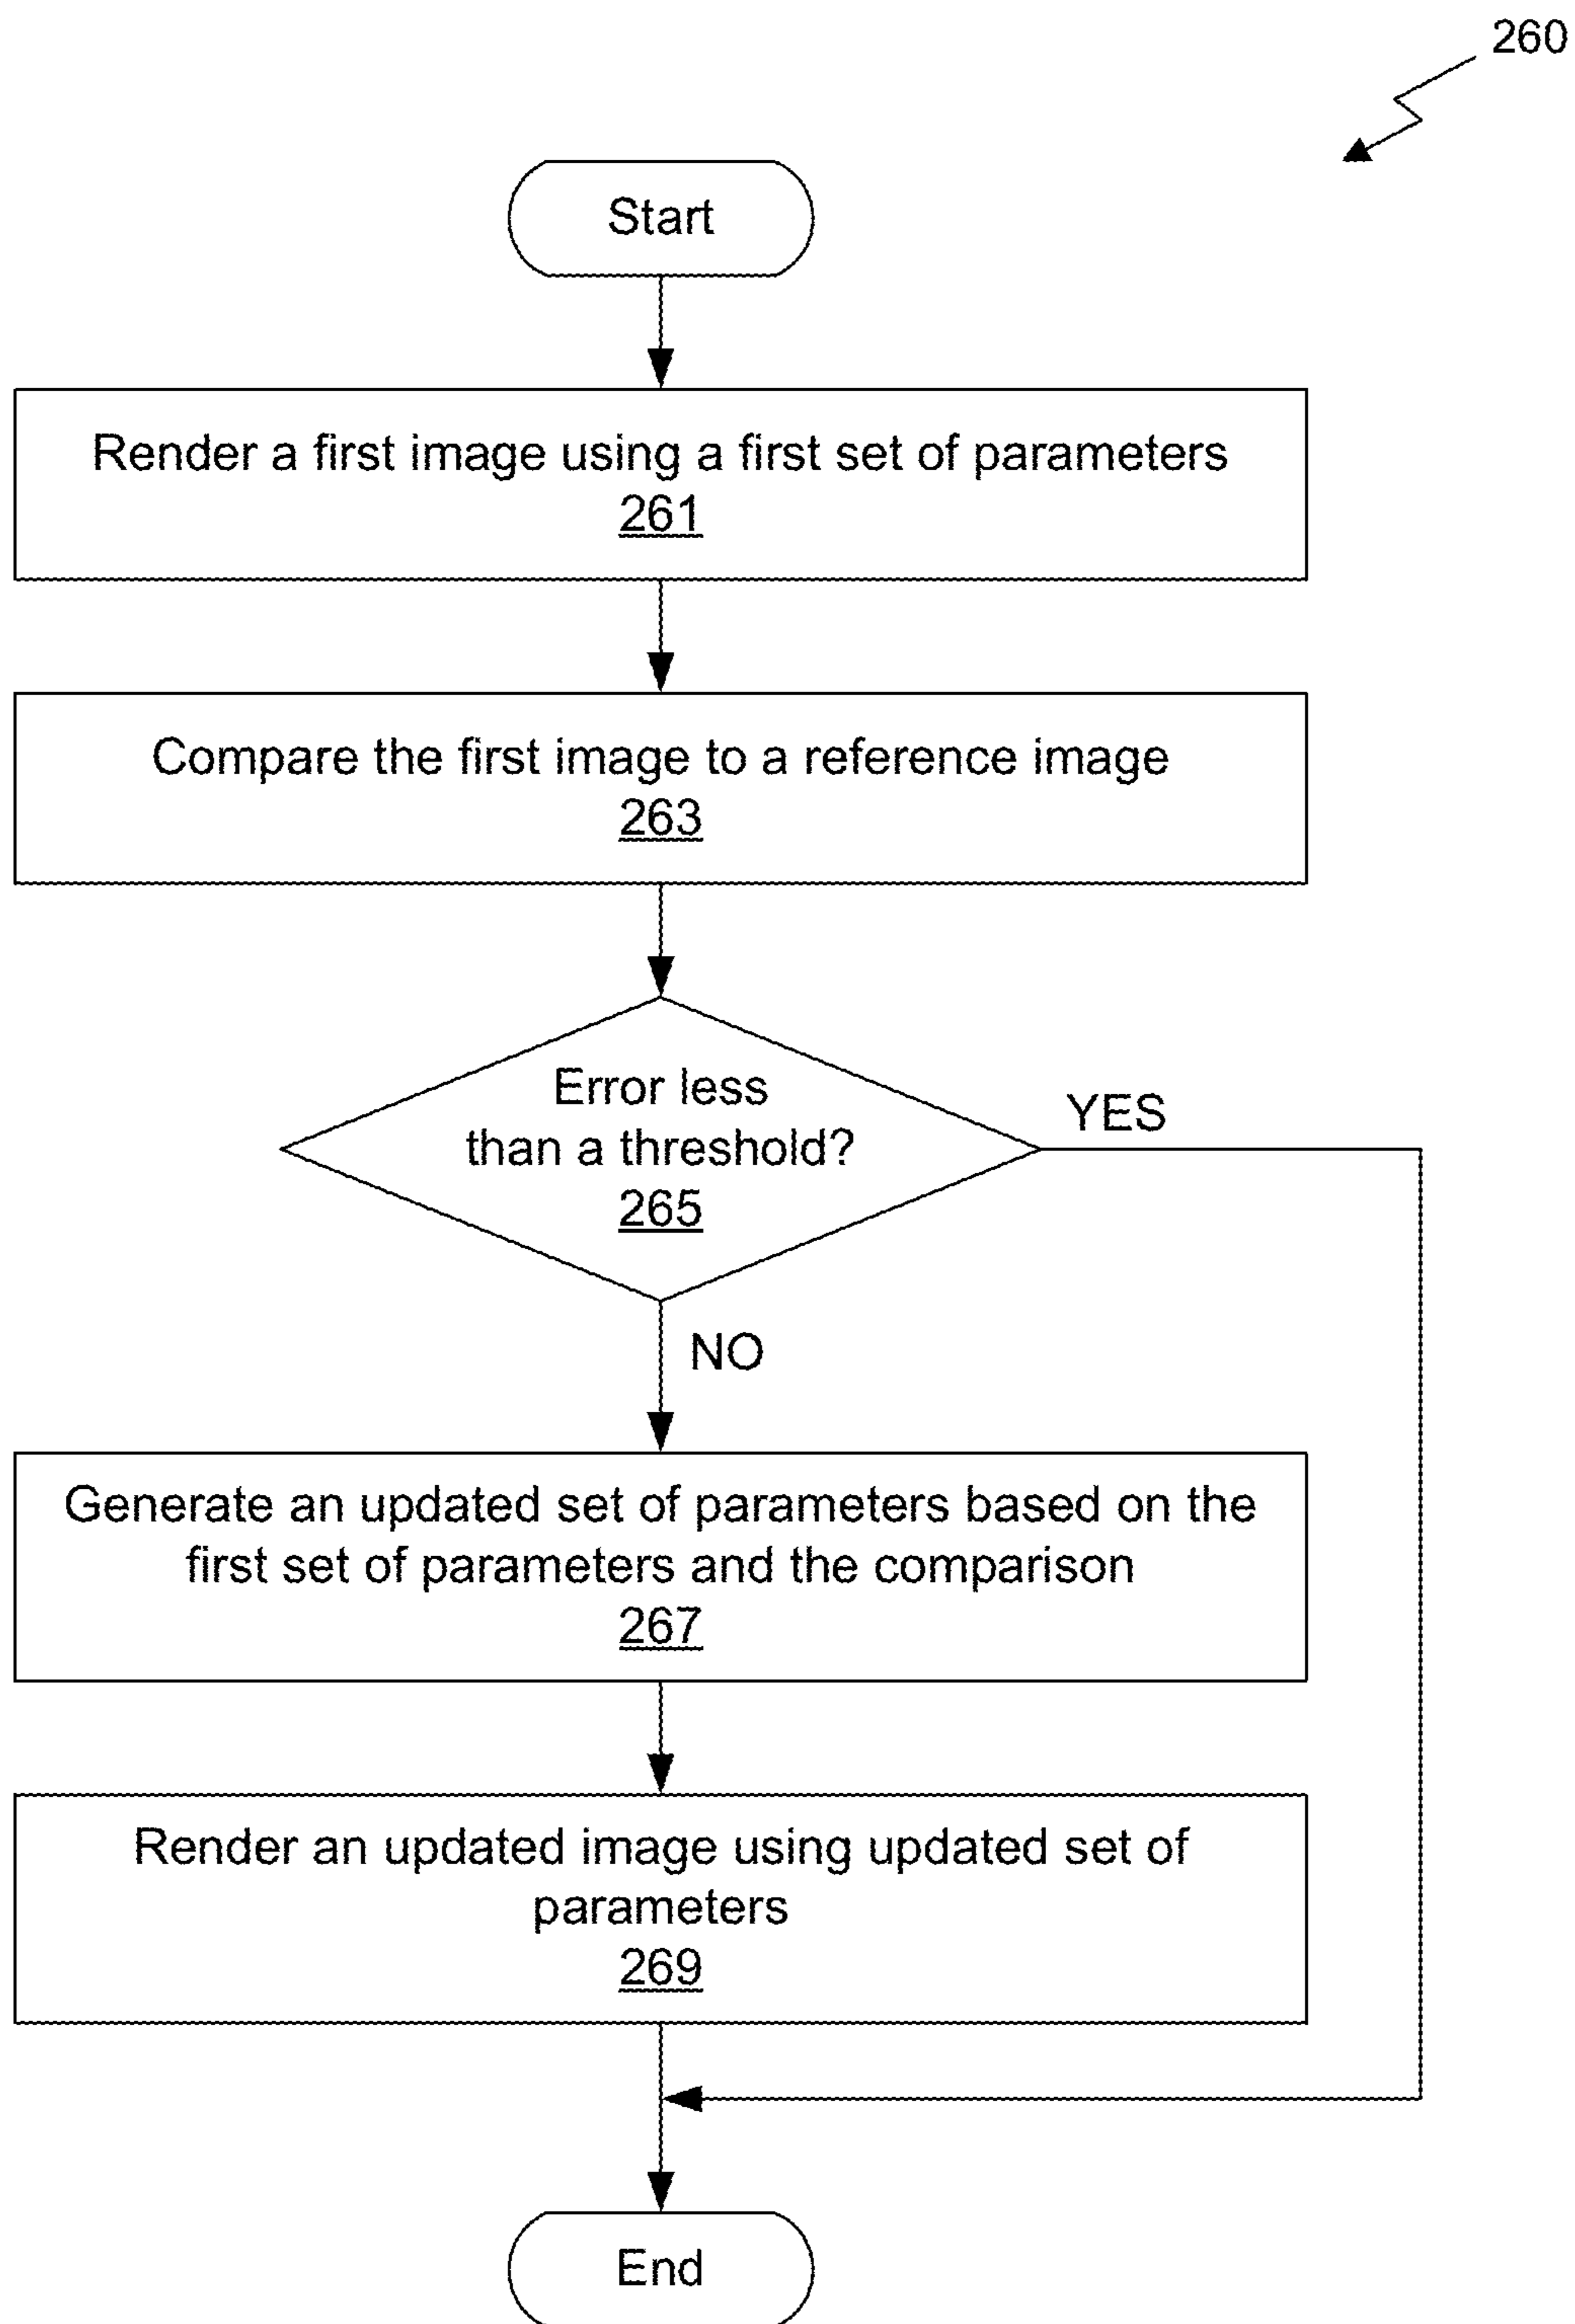 260
Start
Render a first image using a first set of parameters
261
Compare the first image to a reference image
263
Error less
than a threshold?
265
YES
NO
Generate an updated set of parameters based on the
first set of parameters and the comparison
267
Render an updated image using updated set of
parameters
269
End